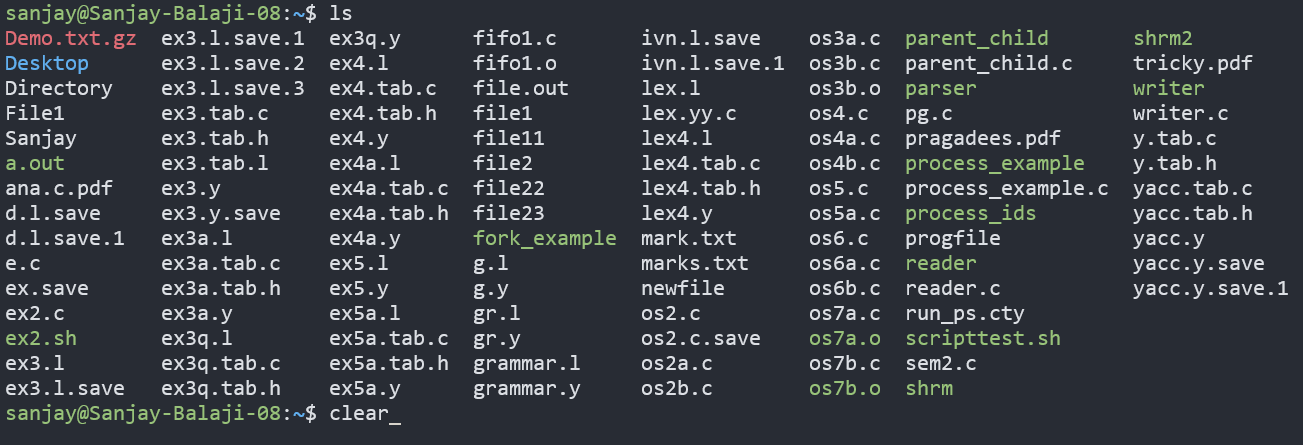 sanjay@Sanjay-Balaji-08:~$ ls
Demo.txt.gz  ex3.l.save.1  ex3q.y      fifo1.c       ivn.l.save    os3a.c  parent_child       shrm2
Desktop      ex3.l.save.2  ex4.l       fifo1.o       ivn.l.save.1  os3b.c  parent_child.c     tricky.pdf
Directory    ex3.l.save.3  ex4.tab.c   file.out      lex.l         os3b.o  parser             writer
File1        ex3.tab.c     ex4.tab.h   file1         lex.yy.c      os4.c   pg.c               writer.c
Sanjay       ex3.tab.h     ex4.y       file11        lex4.l        os4a.c  pragadees.pdf      y.tab.c
a.out        ex3.tab.l     ex4a.l      file2         lex4.tab.c    os4b.c  process_example    y.tab.h
ana.c.pdf    ex3.y         ex4a.tab.c  file22        lex4.tab.h    os5.c   process_example.c  yacc.tab.c
d.l.save     ex3.y.save    ex4a.tab.h  file23        lex4.y        os5a.c  process_ids        yacc.tab.h
d.l.save.1   ex3a.l        ex4a.y      fork_example  mark.txt      os6.c   progfile           yacc.y
e.c          ex3a.tab.c    ex5.l       g.l           marks.txt     os6a.c  reader             yacc.y.save
ex.save      ex3a.tab.h    ex5.y       g.y           newfile       os6b.c  reader.c           yacc.y.save.1
ex2.c        ex3a.y        ex5a.l      gr.l          os2.c         os7a.c  run_ps.cty
ex2.sh       ex3q.l        ex5a.tab.c  gr.y          os2.c.save    os7a.o  scripttest.sh
ex3.l        ex3q.tab.c    ex5a.tab.h  grammar.l     os2a.c        os7b.c  sem2.c
ex3.l.save   ex3q.tab.h    ex5a.y      grammar.y     os2b.c        os7b.o  shrm
sanjay@Sanjay-Balaji-08:~$ clear_